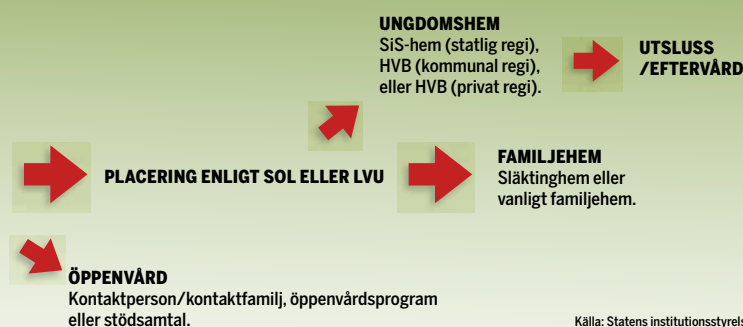 UNGDOMSHEM
SiS-hem (statlig regi),
HVB (kommunal regi),
eller HVB (privat regi).
UTSLUSS
/EFTERVÅRD
PLACERING ENLIGT SOL ELLER LVU
FAMILJEHEM
Släktinghem eller
vanligt familjehem.
ÖPPENVÅRD
Kontaktperson/kontaktfamilj, öppenvårdsprogram
eller stödsamtal.
Källa: Statens institutionsstyrels